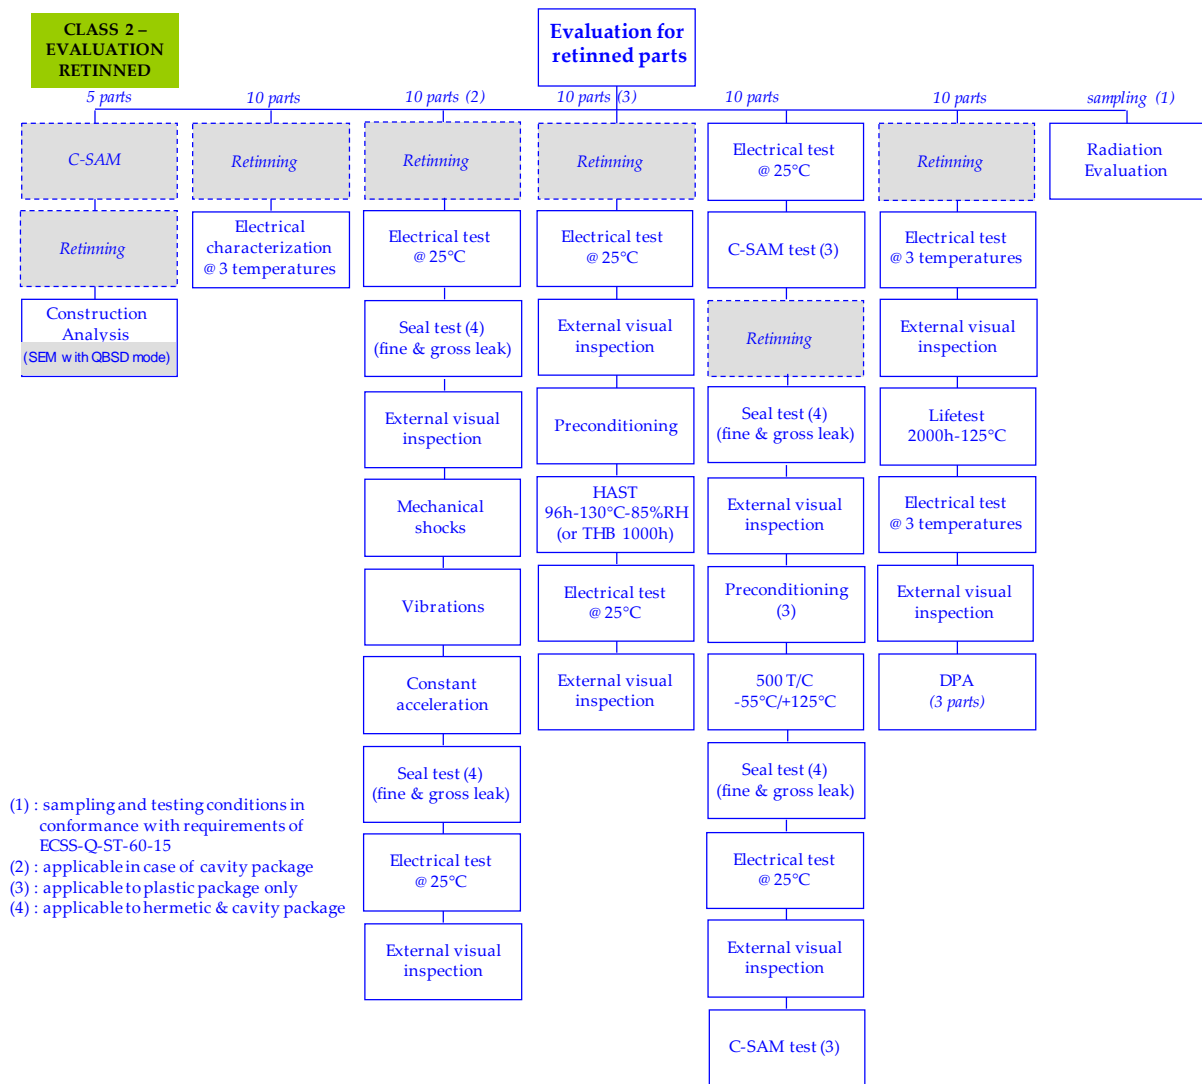 CLASS 2 –
EVALUATION
RETINNED
Evaluation for
retinned parts
5 parts
10 parts
10 parts (2)
10 parts (3)
10 parts
10 parts
sampling (1)
C-SAM
Retinning
Construction
Analysis
(SEM with QBSD mode)
Retinning
Electrical
characterization
@ 3 temperatures
Retinning
Electrical test
@ 25°C
Seal test (4)
(fine & gross leak)
External visual
inspection
Mechanical
shocks
Vibrations
Constant
acceleration
Seal test (4)
(fine & gross leak)
Electrical test
@ 25°C
External visual
inspection
Retinning
Electrical test
@ 25°C
External visual
inspection
Preconditioning
HAST
96h-130°C-85%RH
(or THB 1000h)
Electrical test
@ 25°C
External visual
inspection
Electrical test
@ 25°C
C-SAM test (3)
Retinning
Seal test (4)
(fine & gross leak)
External visual
inspection
Preconditioning
(3)
500 T/C
-55°C/+125°C
Seal test (4)
(fine & gross leak)
Electrical test
@ 25°C
External visual
inspection
C-SAM test (3)
Retinning
Electrical test
@ 3 temperatures
External visual
inspection
Lifetest
2000h-125°C
Electrical test
@ 3 temperatures
External visual
inspection
DPA
(3 parts)
Radiation
Evaluation
(1) : sampling and testing conditions in
conformance with requirements of
ECSS-Q-ST-60-15
(2) : applicable in case of cavity package
(3) : applicable to plastic package only
(4) : applicable to hermetic & cavity package